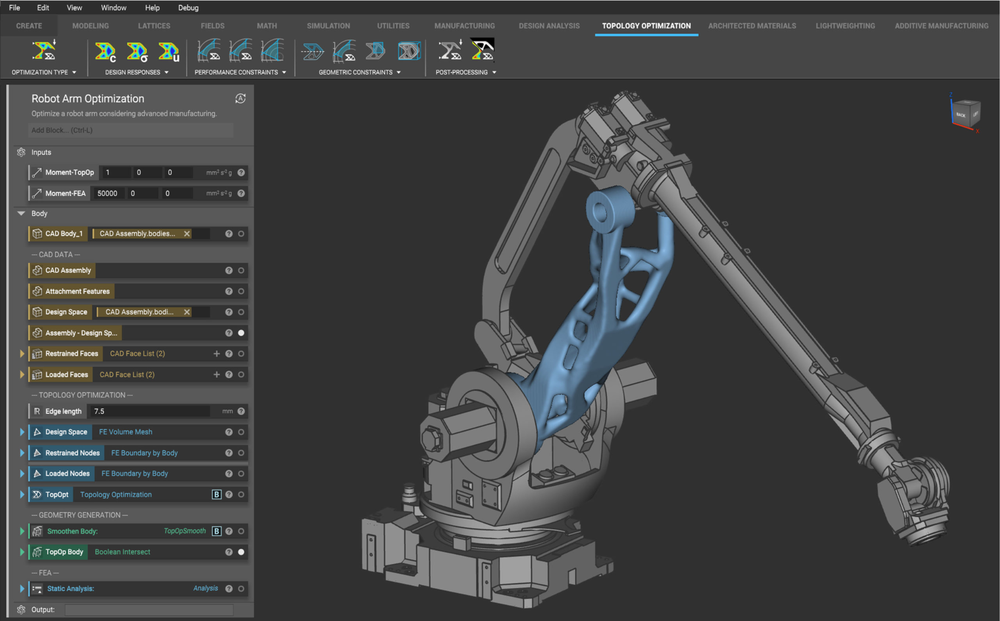 File Edit View Window Help Debug
CREATE MODELING LATTICES FIELDS MATH SIMULATION UTILITIES MANUFACTURING DESIGN ANALYSIS TOPOLOGY OPTIMIZATION ARCHITECTED MATERIALS LIGHTWEIGHTING ADDITIVE MANUFACTURING
c σ u
OPTIMIZATION TYPE DESIGN RESPONSES PERFORMANCE CONSTRAINTS GEOMETRIC CONSTRAINTS POST-PROCESSING
Robot Arm Optimization
Optimize a robot arm considering advanced manufacturing.
Add Block... (Ctrl-L)
Inputs
Moment-TopOp 1 0 0 mm² s⁻² g
Moment-FEA 50000 0 0 mm² s⁻² g
Body
CAD Body_1 CAD Assembly.bodies...
--- CAD DATA ---
CAD Assembly
Attachment Features
Design Space CAD Assembly.bodi...
Assembly - Design Sp...
Restrained Faces CAD Face List (2)
Loaded Faces CAD Face List (2)
--- TOPOLOGY OPTIMIZATION ---
Edge length 7.5 mm
Design Space FE Volume Mesh
Restrained Nodes FE Boundary by Body
Loaded Nodes FE Boundary by Body
TopOpt Topology Optimization B
--- GEOMETRY GENERATION ---
Smoothen Body: TopOpSmooth B
TopOp Body Boolean Intersect
--- FEA ---
Static Analysis: Analysis
Output:
Z
BACK LEFT
X